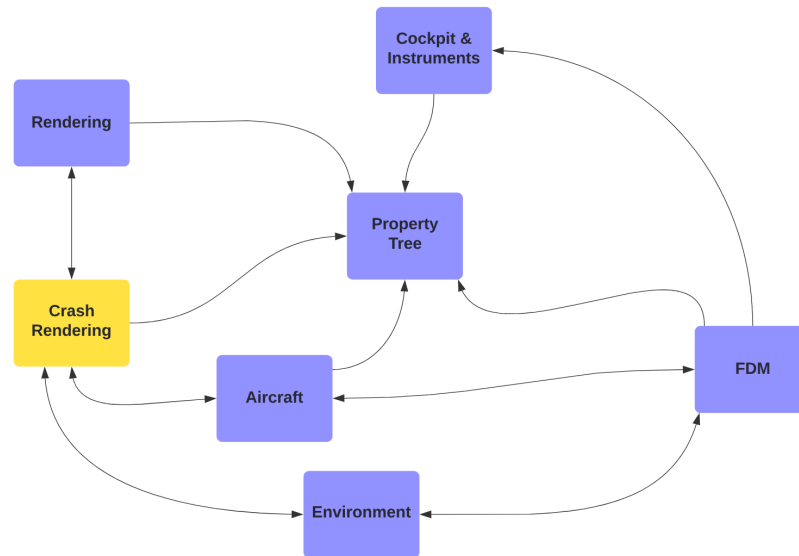 Cockpit &
Instruments
Rendering
Property
Tree
Crash
Rendering
Aircraft
FDM
Environment